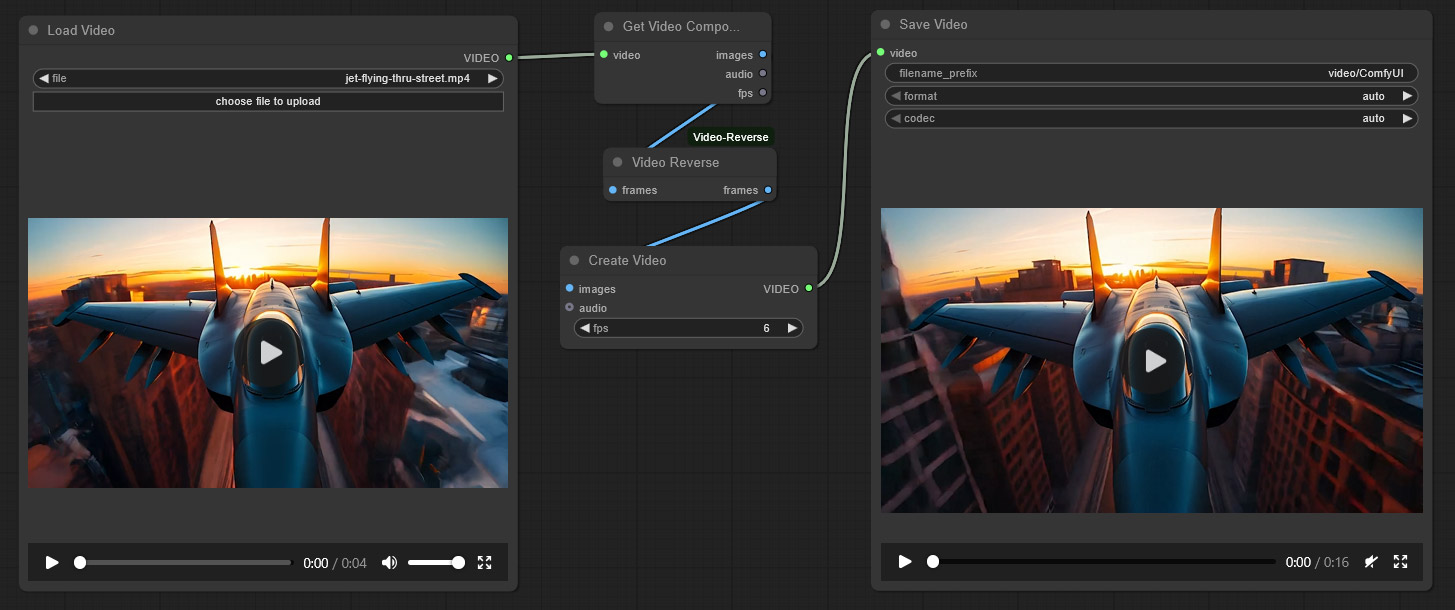 Load Video
VIDEO
file
jet-flying-thru-street.mp4
choose file to upload
0:00 / 0:04
Get Video Compo...
video
images
audio
fps
Video-Reverse
Video Reverse
frames
frames
Create Video
images
VIDEO
audio
fps
6
Save Video
video
filename_prefix
video/ComfyUI
format
auto
codec
auto
0:00 / 0:16